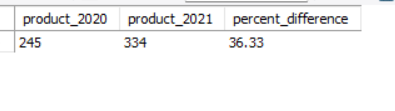 product_2020 product_2021 percent_difference
245 334 36.33